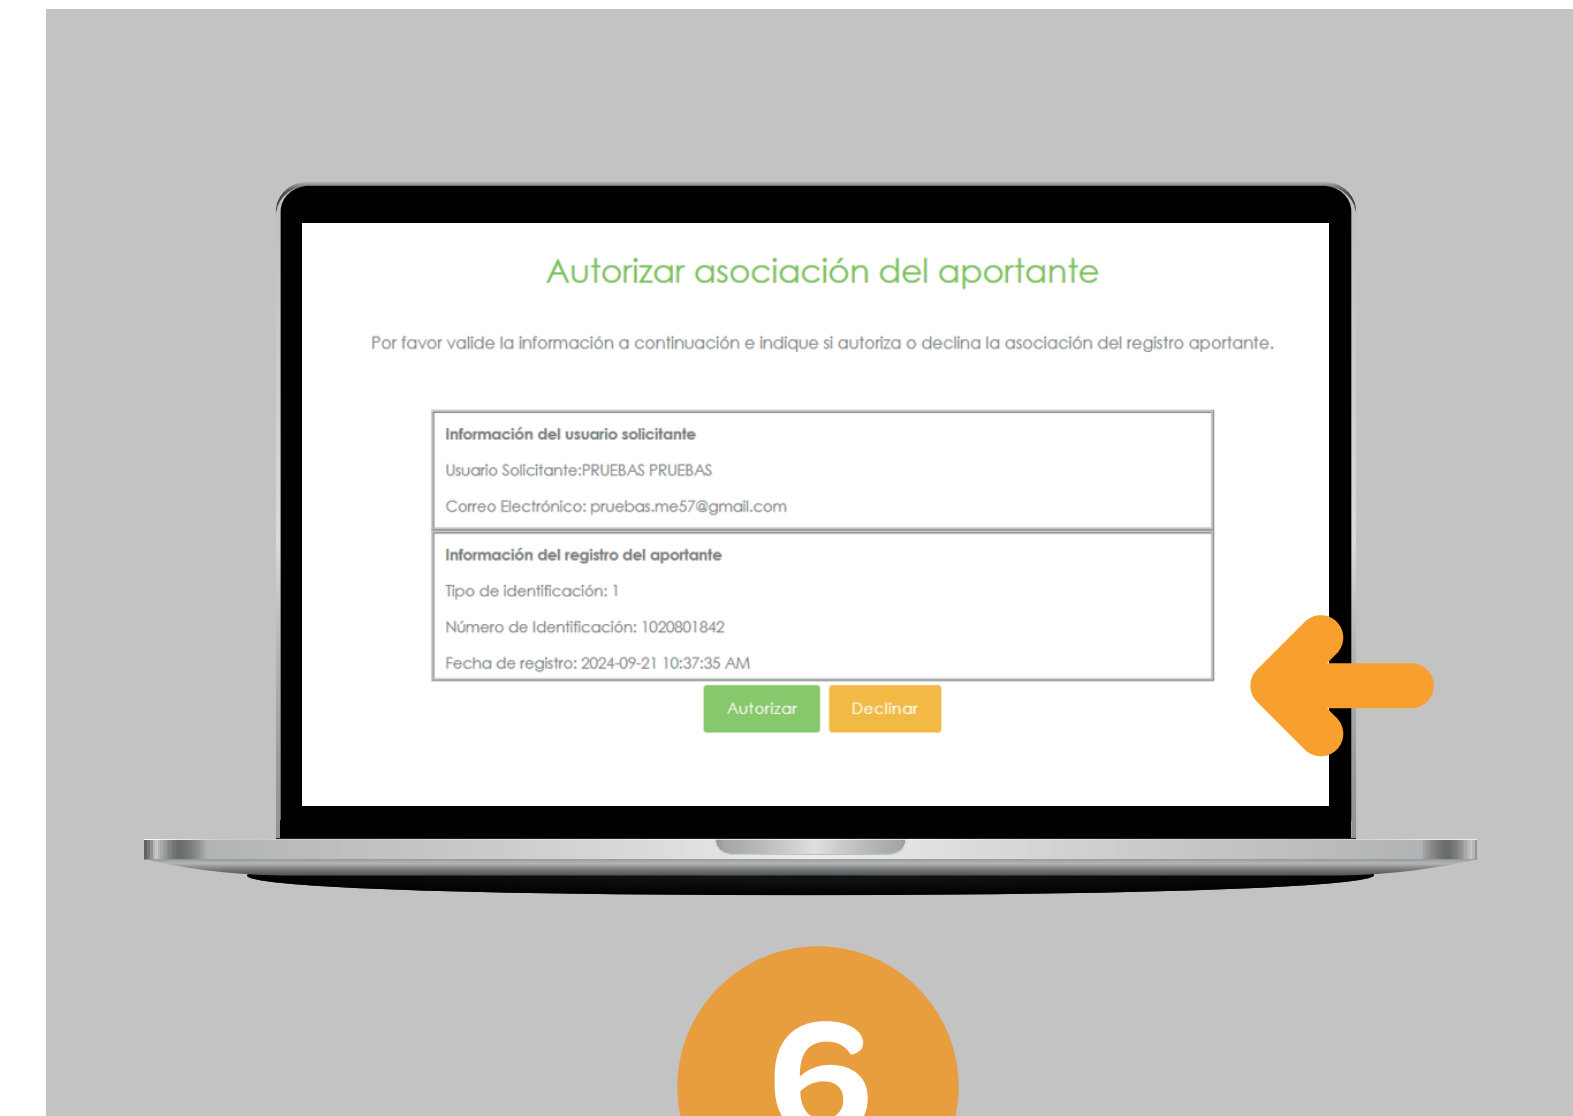 Autorizar asociación del aportante
Por favor valide la información a continuación e indique si autoriza o declina la asociación del registro aportante.
Información del usuario solicitante
Usuario Solicitante:PRUEBAS PRUEBAS
Correo Electrónico: pruebas.me57@gmail.com
Información del registro del aportante
Tipo de identificación: 1
Número de Identificación: 1020801842
Fecha de registro: 2024-09-21 10:37:35 AM
Autorizar Declinar
6